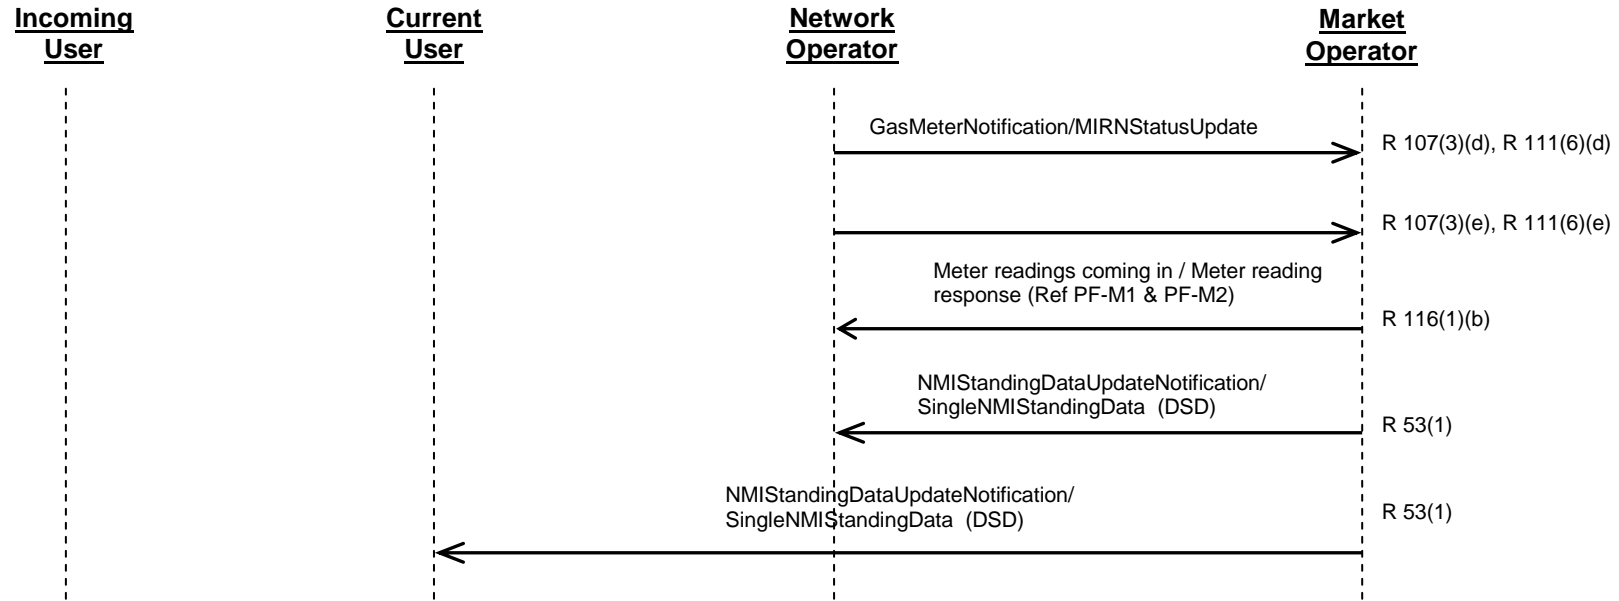 Incoming
User
Current
User
Network
Operator
Market
Operator
GasMeterNotification/MIRNStatusUpdate
R 107(3)(d), R 111(6)(d)
R 107(3)(e), R 111(6)(e)
Meter readings coming in / Meter reading
response (Ref PF-M1 & PF-M2)
R 116(1)(b)
NMIStandingDataUpdateNotification/
SingleNMIStandingData (DSD)
R 53(1)
NMIStandingDataUpdateNotification/
SingleNMIStandingData (DSD)
R 53(1)